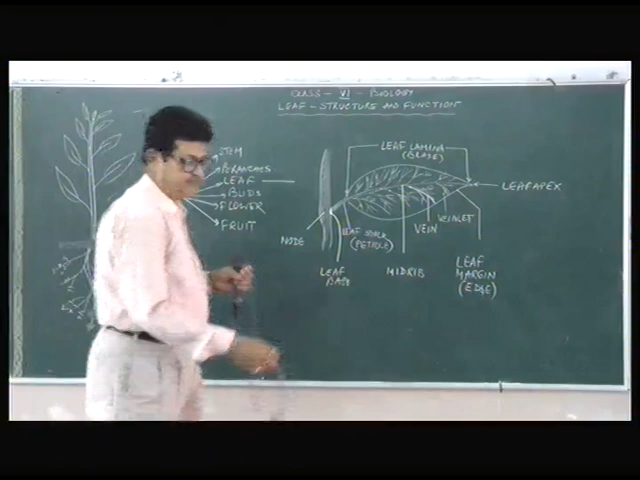 CLASS - VI - BIOLOGY
LEAF - STRUCTURE AND FUNCTION
STEM
BRANCHES
LEAF
BUDS
FLOWER
FRUIT
LEAF LAMINA
(BLADE)
LEAF APEX
VEINLET
VEIN
LEAF STALK
(PETIOLE)
NODE
LEAF
BASE
MIDRIB
LEAF
MARGIN
(EDGE)